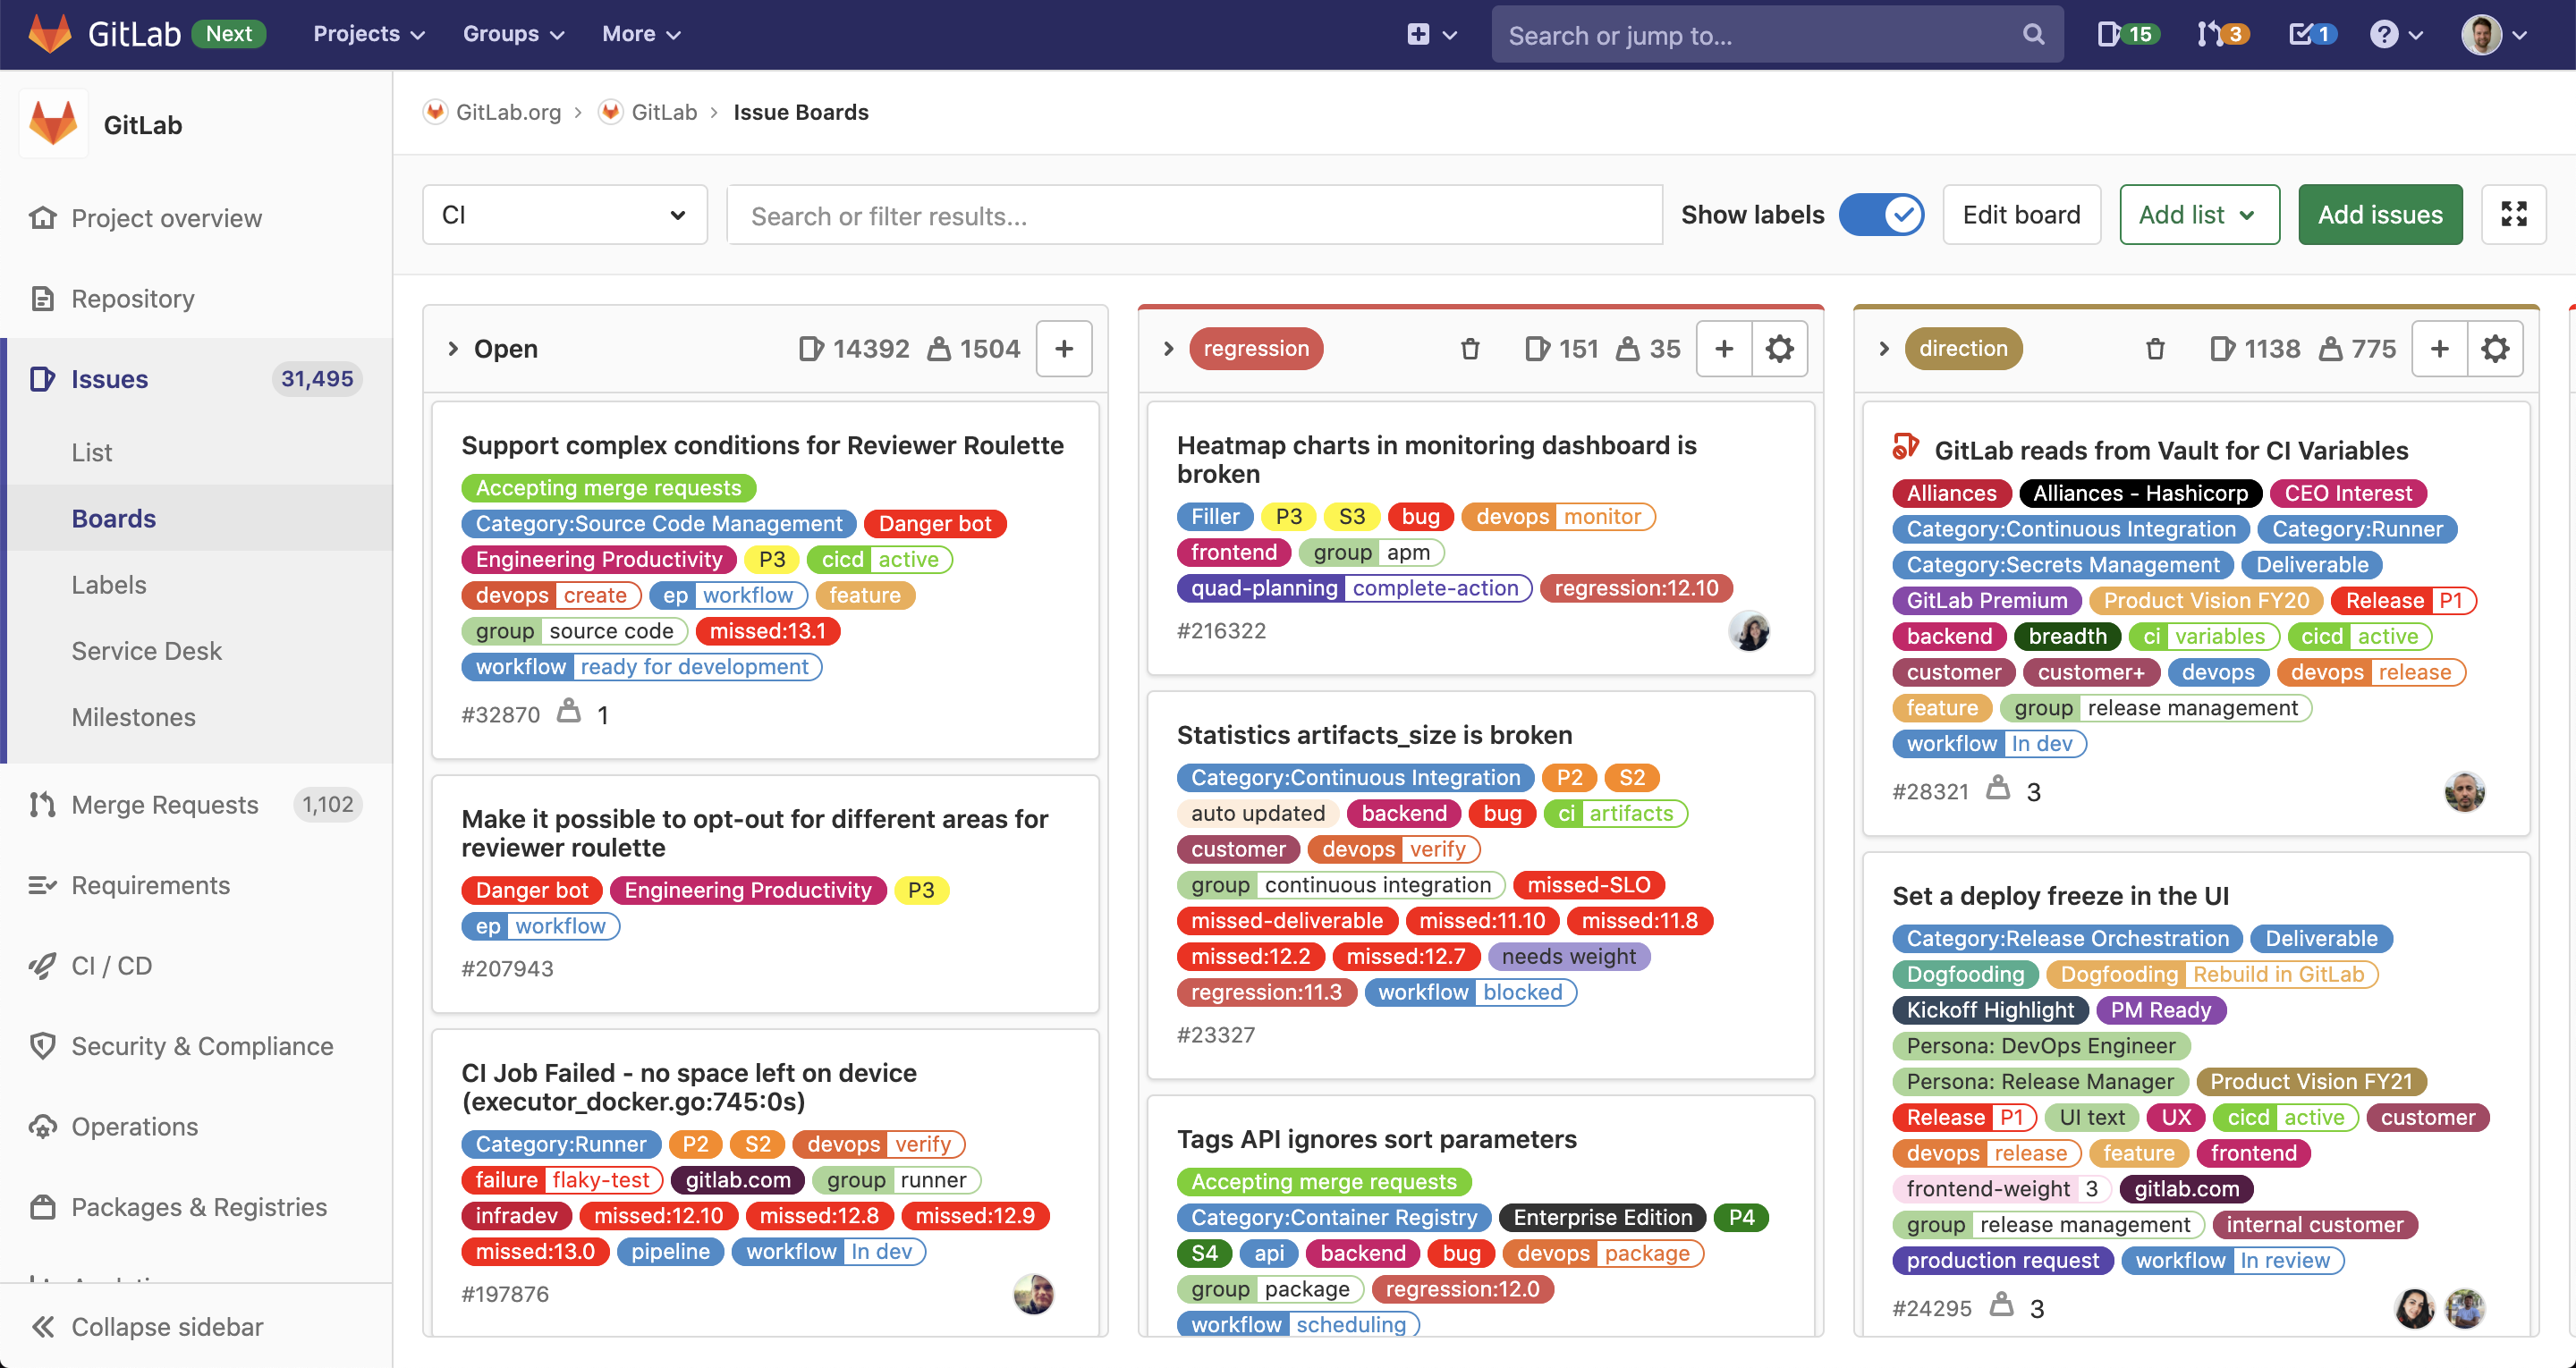 GitLab Next Projects Groups More Search or jump to... 15 3 1
GitLab
Project overview
Repository
Issues 31,495
List
Boards
Labels
Service Desk
Milestones
Merge Requests 1,102
Requirements
CI / CD
Security & Compliance
Operations
Packages & Registries
Collapse sidebar
GitLab.org › GitLab › Issue Boards
CI Search or filter results... Show labels Edit board Add list Add issues
Open 14392 1504
Support complex conditions for Reviewer Roulette
Accepting merge requests
Category:Source Code Management Danger bot
Engineering Productivity P3 cicd active
devops create ep workflow feature
group source code missed:13.1
workflow ready for development
#32870 1
Make it possible to opt-out for different areas for
reviewer roulette
Danger bot Engineering Productivity P3
ep workflow
#207943
CI Job Failed - no space left on device
(executor_docker.go:745:0s)
Category:Runner P2 S2 devops verify
failure flaky-test gitlab.com group runner
infradev missed:12.10 missed:12.8 missed:12.9
missed:13.0 pipeline workflow In dev
#197876
regression 151 35
Heatmap charts in monitoring dashboard is
broken
Filler P3 S3 bug devops monitor
frontend group apm
quad-planning complete-action regression:12.10
#216322
Statistics artifacts_size is broken
Category:Continuous Integration P2 S2
auto updated backend bug ci artifacts
customer devops verify
group continuous integration missed-SLO
missed-deliverable missed:11.10 missed:11.8
missed:12.2 missed:12.7 needs weight
regression:11.3 workflow blocked
#23327
Tags API ignores sort parameters
Accepting merge requests
Category:Container Registry Enterprise Edition P4
S4 api backend bug devops package
group package regression:12.0
workflow scheduling
direction 1138 775
GitLab reads from Vault for CI Variables
Alliances Alliances - Hashicorp CEO Interest
Category:Continuous Integration Category:Runner
Category:Secrets Management Deliverable
GitLab Premium Product Vision FY20 Release P1
backend breadth ci variables cicd active
customer customer+ devops devops release
feature group release management
workflow In dev
#28321 3
Set a deploy freeze in the UI
Category:Release Orchestration Deliverable
Dogfooding Dogfooding Rebuild in GitLab
Kickoff Highlight PM Ready
Persona: DevOps Engineer
Persona: Release Manager Product Vision FY21
Release P1 UI text UX cicd active customer
devops release feature frontend
frontend-weight 3 gitlab.com
group release management internal customer
production request workflow In review
#24295 3